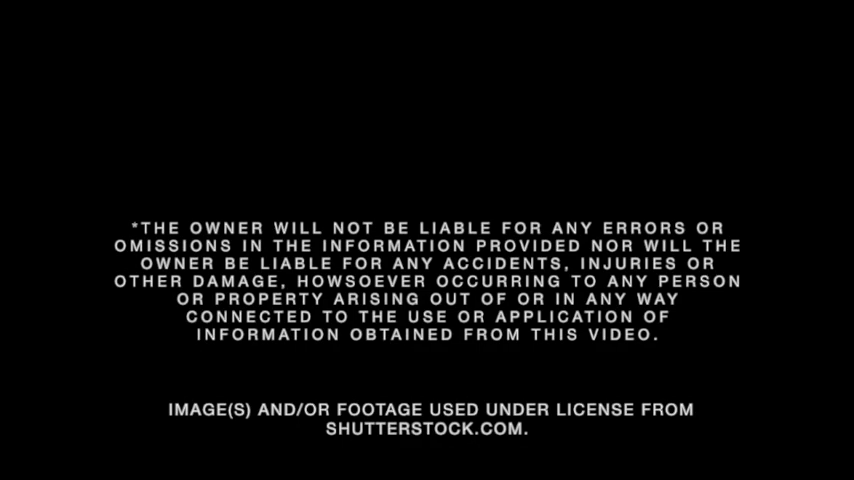 *THE OWNER WILL NOT BE LIABLE FOR ANY ERRORS OR
OMISSIONS IN THE INFORMATION PROVIDED NOR WILL THE
OWNER BE LIABLE FOR ANY ACCIDENTS, INJURIES OR
OTHER DAMAGE, HOWSOEVER OCCURRING TO ANY PERSON
OR PROPERTY ARISING OUT OF OR IN ANY WAY
CONNECTED TO THE USE OR APPLICATION OF
INFORMATION OBTAINED FROM THIS VIDEO.
IMAGE(S) AND/OR FOOTAGE USED UNDER LICENSE FROM
SHUTTERSTOCK.COM.